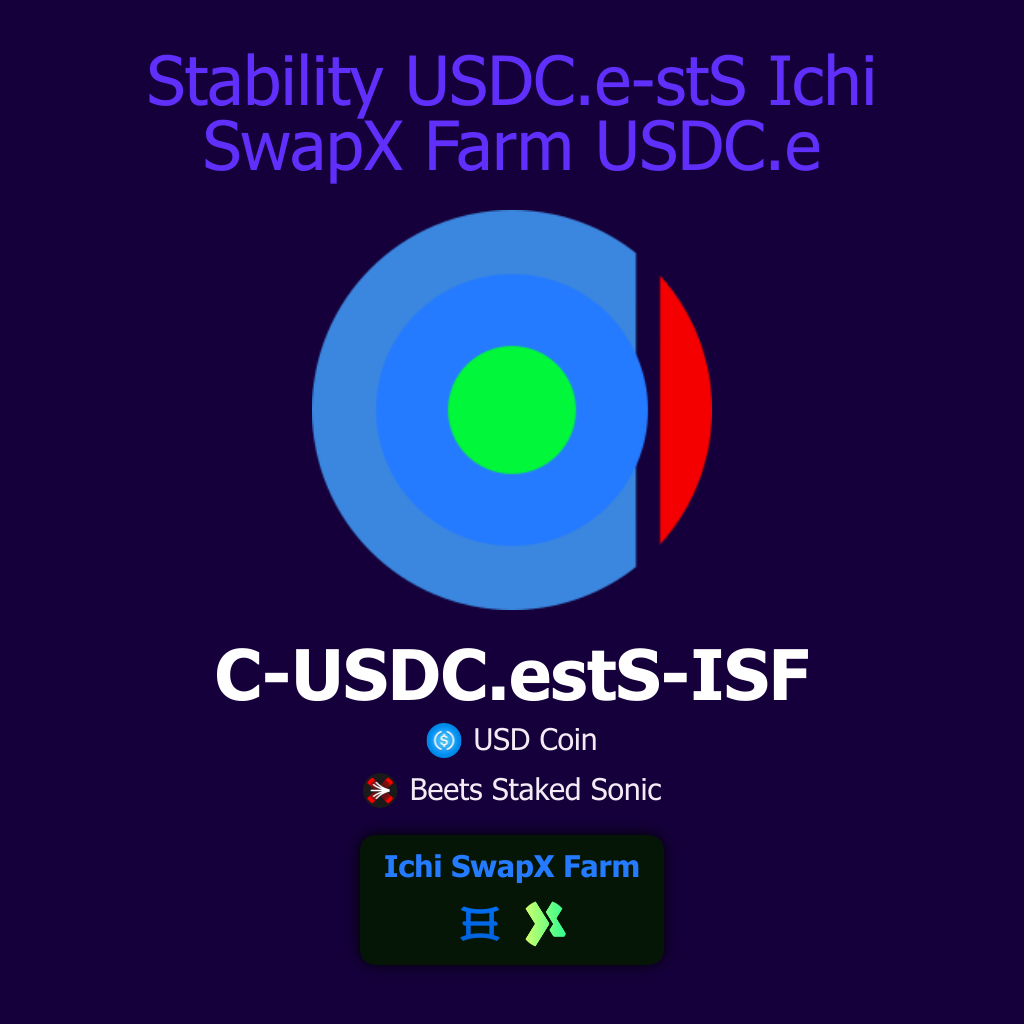 Stability USDC.e-stS Ichi
SwapX Farm USDC.e
C-USDC.estS-ISF
USD Coin
Beets Staked Sonic
Ichi SwapX Farm